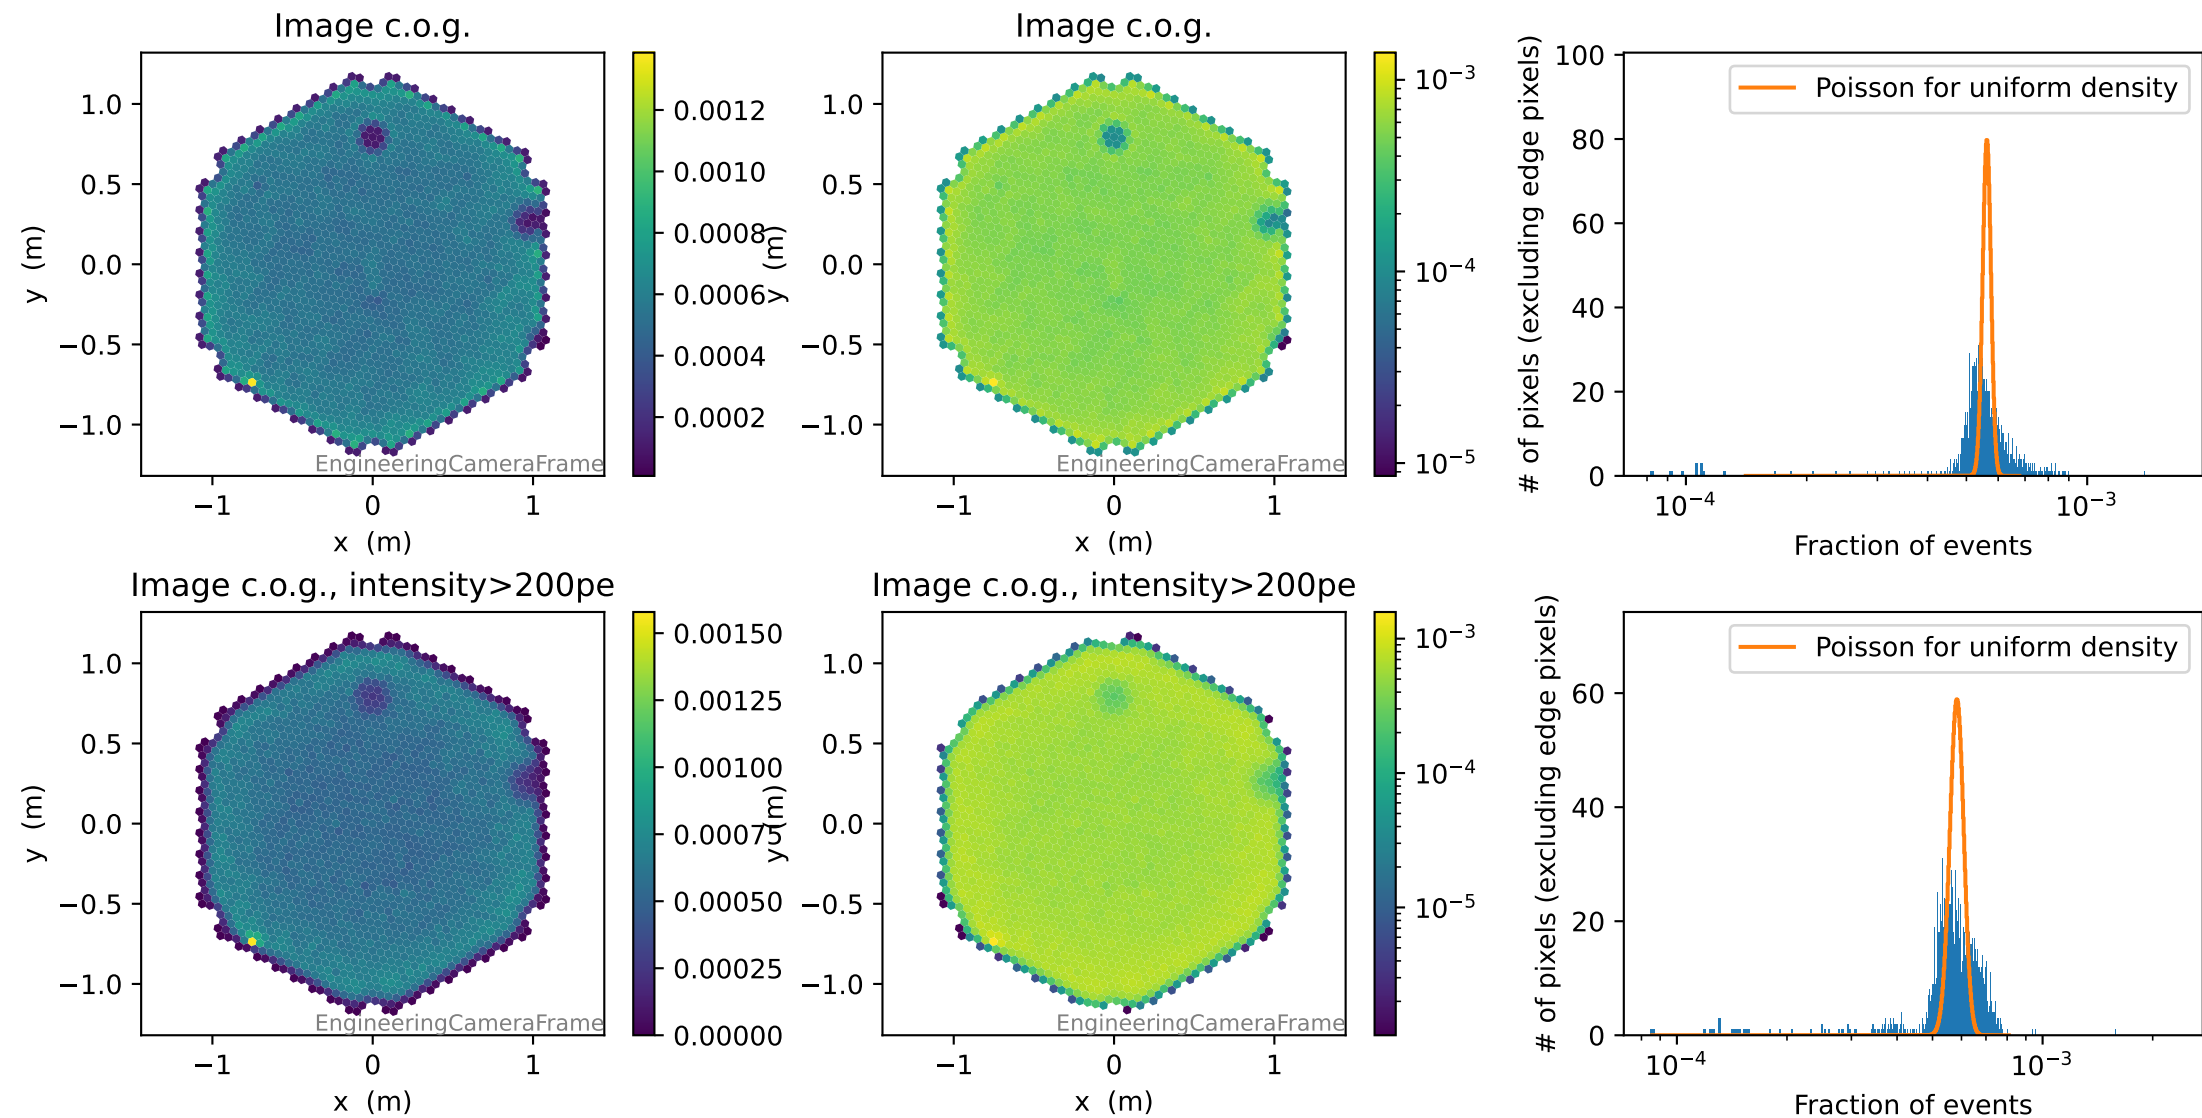 Image c.o.g.
y (m)
1.0
0.5
0.0
−0.5
−1.0
−1 0 1
x (m)
EngineeringCameraFrame
0.0012
0.0010
0.0008
0.0006
0.0004
0.0002
Image c.o.g.
y (m)
1.0
0.5
0.0
−0.5
−1.0
−1 0 1
x (m)
EngineeringCameraFrame
10⁻³
10⁻⁴
10⁻⁵
# of pixels (excluding edge pixels)
100
80
60
40
20
0
Poisson for uniform density
10⁻⁴ 10⁻³
Fraction of events
Image c.o.g., intensity>200pe
y (m)
1.0
0.5
0.0
−0.5
−1.0
−1 0 1
x (m)
EngineeringCameraFrame
0.00150
0.00125
0.00100
0.00075
0.00050
0.00025
0.00000
Image c.o.g., intensity>200pe
y (m)
1.0
0.5
0.0
−0.5
−1.0
−1 0 1
x (m)
EngineeringCameraFrame
10⁻³
10⁻⁴
10⁻⁵
# of pixels (excluding edge pixels)
60
40
20
0
Poisson for uniform density
10⁻⁴ 10⁻³
Fraction of events